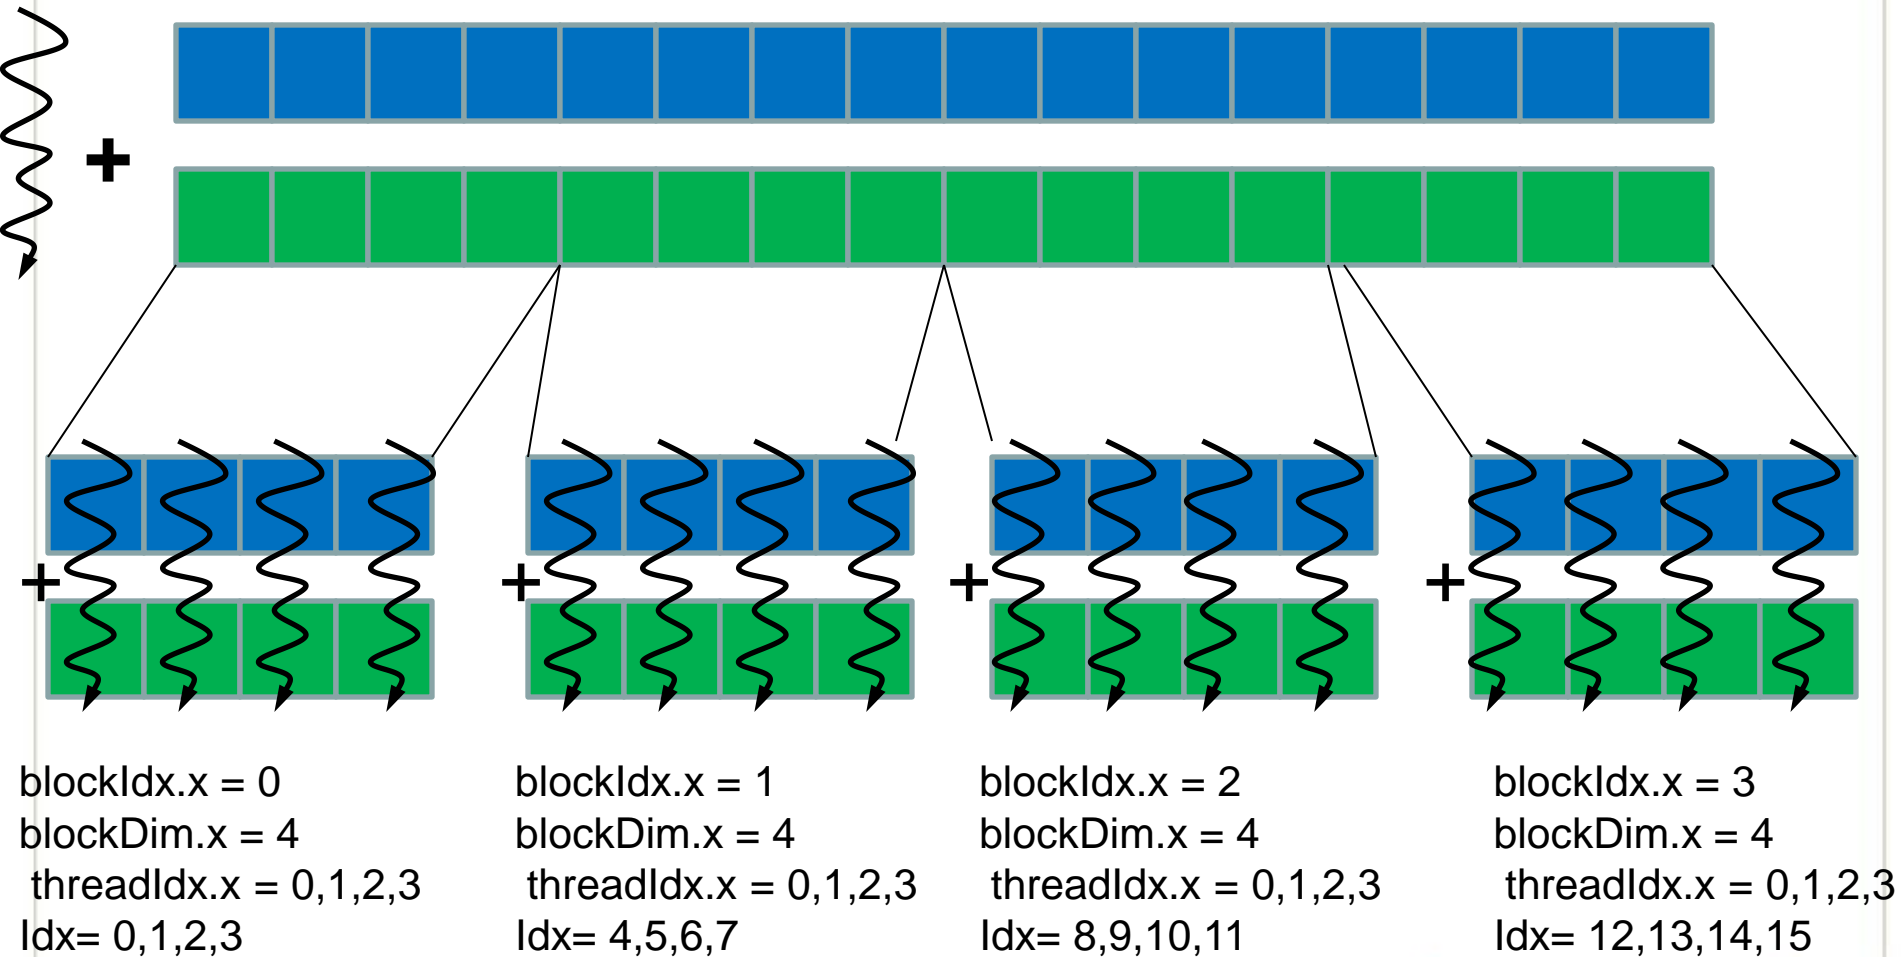 +
+
+
+
+
blockIdx.x = 0
blockDim.x = 4
threadIdx.x = 0,1,2,3
Idx= 0,1,2,3
blockIdx.x = 1
blockDim.x = 4
threadIdx.x = 0,1,2,3
Idx= 4,5,6,7
blockIdx.x = 2
blockDim.x = 4
threadIdx.x = 0,1,2,3
Idx= 8,9,10,11
blockIdx.x = 3
blockDim.x = 4
threadIdx.x = 0,1,2,3
Idx= 12,13,14,15